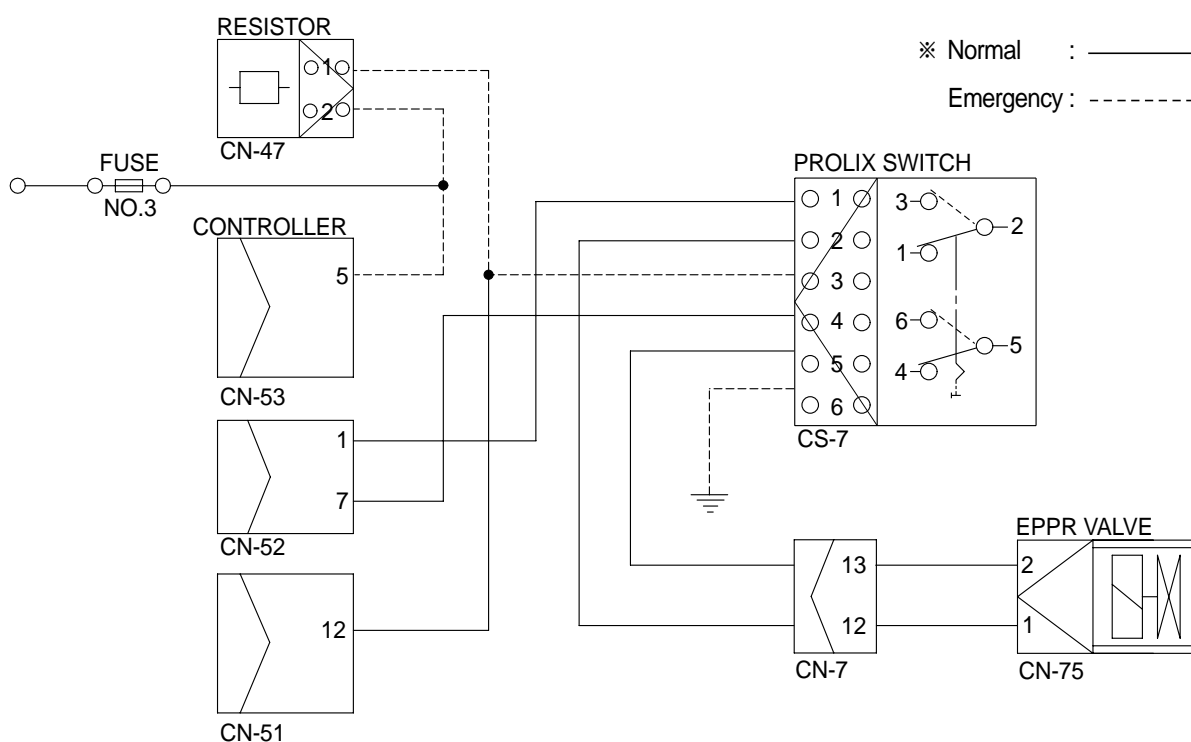 RESISTOR
1
2
CN-47
※ Normal : 
Emergency :
FUSE
NO.3
CONTROLLER
5
CN-53
1
7
CN-52
12
CN-51
PROLIX SWITCH
1
2
3
4
5
6
3
2
1
6
5
4
CS-7
13
12
CN-7
EPPR VALVE
2
1
CN-75